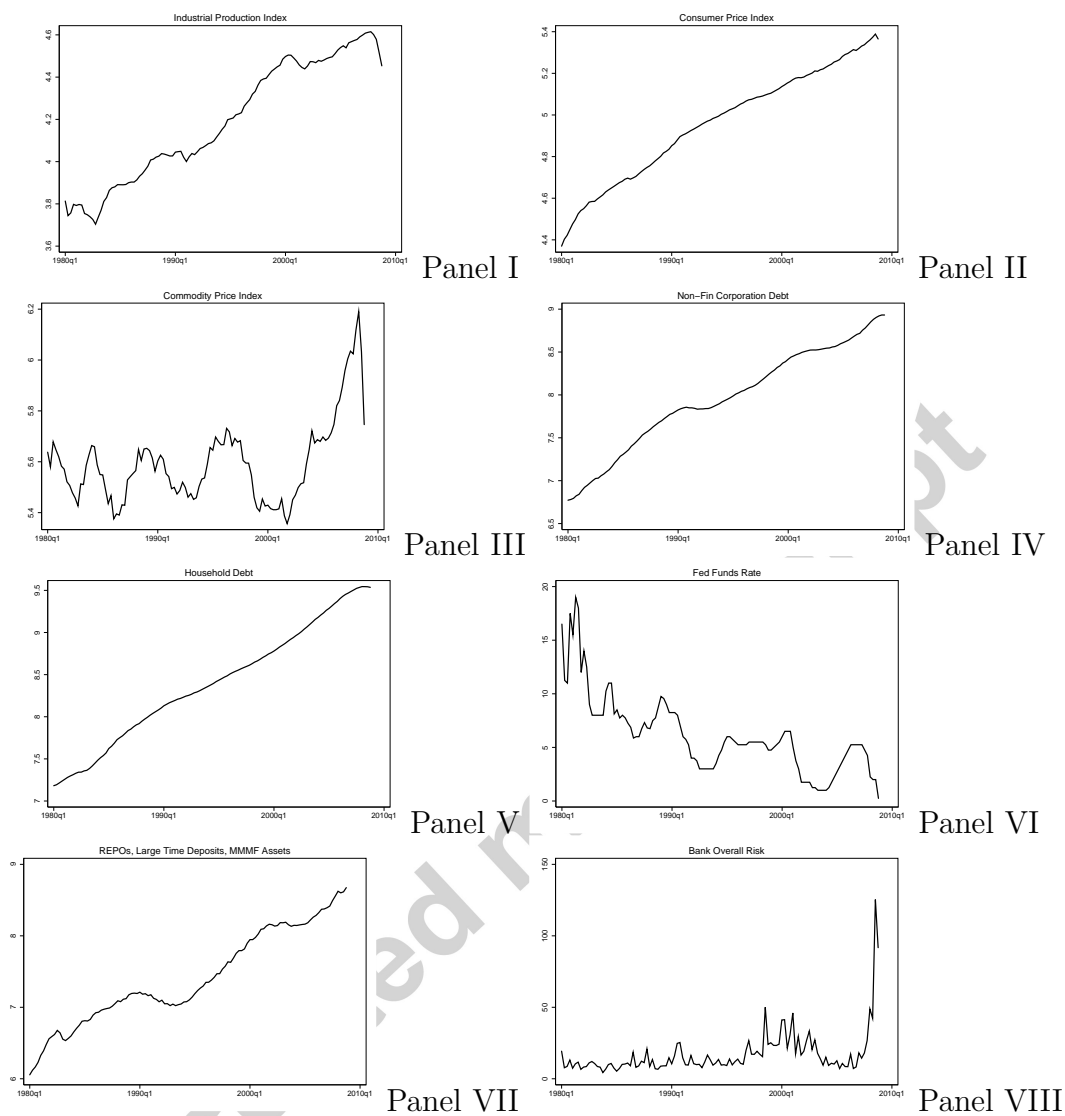 Industrial Production Index
3.6 3.8 4 4.2 4.4 4.6
1980q1 1990q1 2000q1 2010q1
Panel I
Consumer Price Index
4.4 4.6 4.8 5 5.2 5.4
1980q1 1990q1 2000q1 2010q1
Panel II
Commodity Price Index
5.4 5.6 5.8 6 6.2
1980q1 1990q1 2000q1 2010q1
Panel III
Non−Fin Corporation Debt
6.5 7 7.5 8 8.5 9
1980q1 1990q1 2000q1 2010q1
Panel IV
Household Debt
7 7.5 8 8.5 9 9.5
1980q1 1990q1 2000q1 2010q1
Panel V
Fed Funds Rate
0 5 10 15 20
1980q1 1990q1 2000q1 2010q1
Panel VI
REPOs, Large Time Deposits, MMMF Assets
6 7 8 9
1980q1 1990q1 2000q1 2010q1
Panel VII
Bank Overall Risk
0 50 100 150
1980q1 1990q1 2000q1 2010q1
Panel VIII